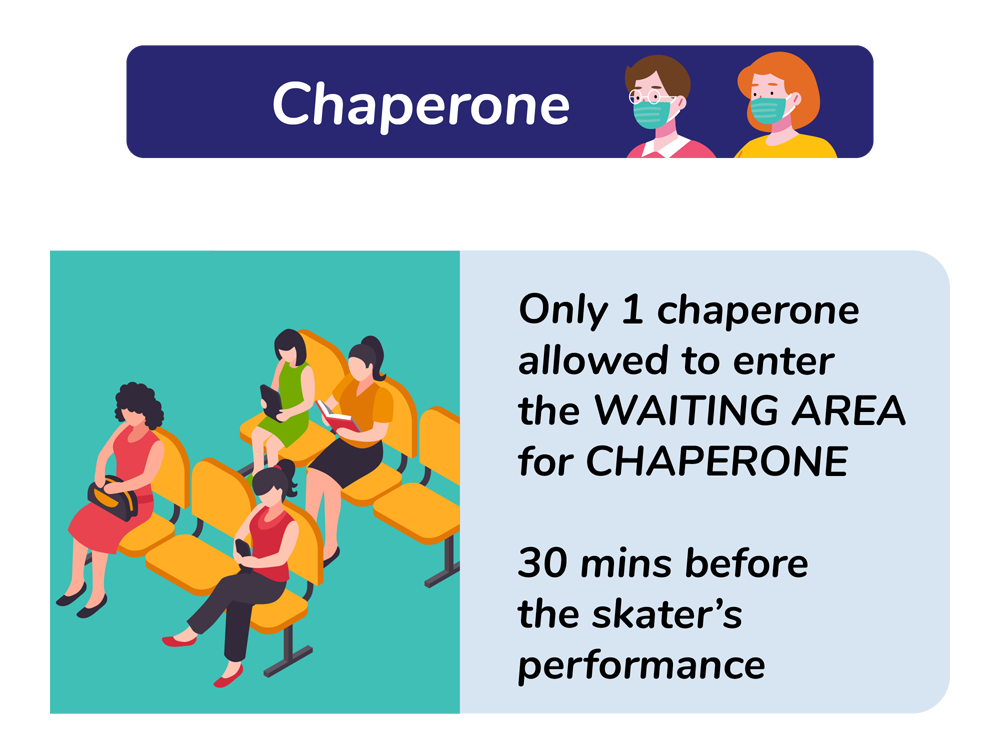 Chaperone
Only 1 chaperone
allowed to enter
the WAITING AREA
for CHAPERONE
30 mins before
the skater’s
performance